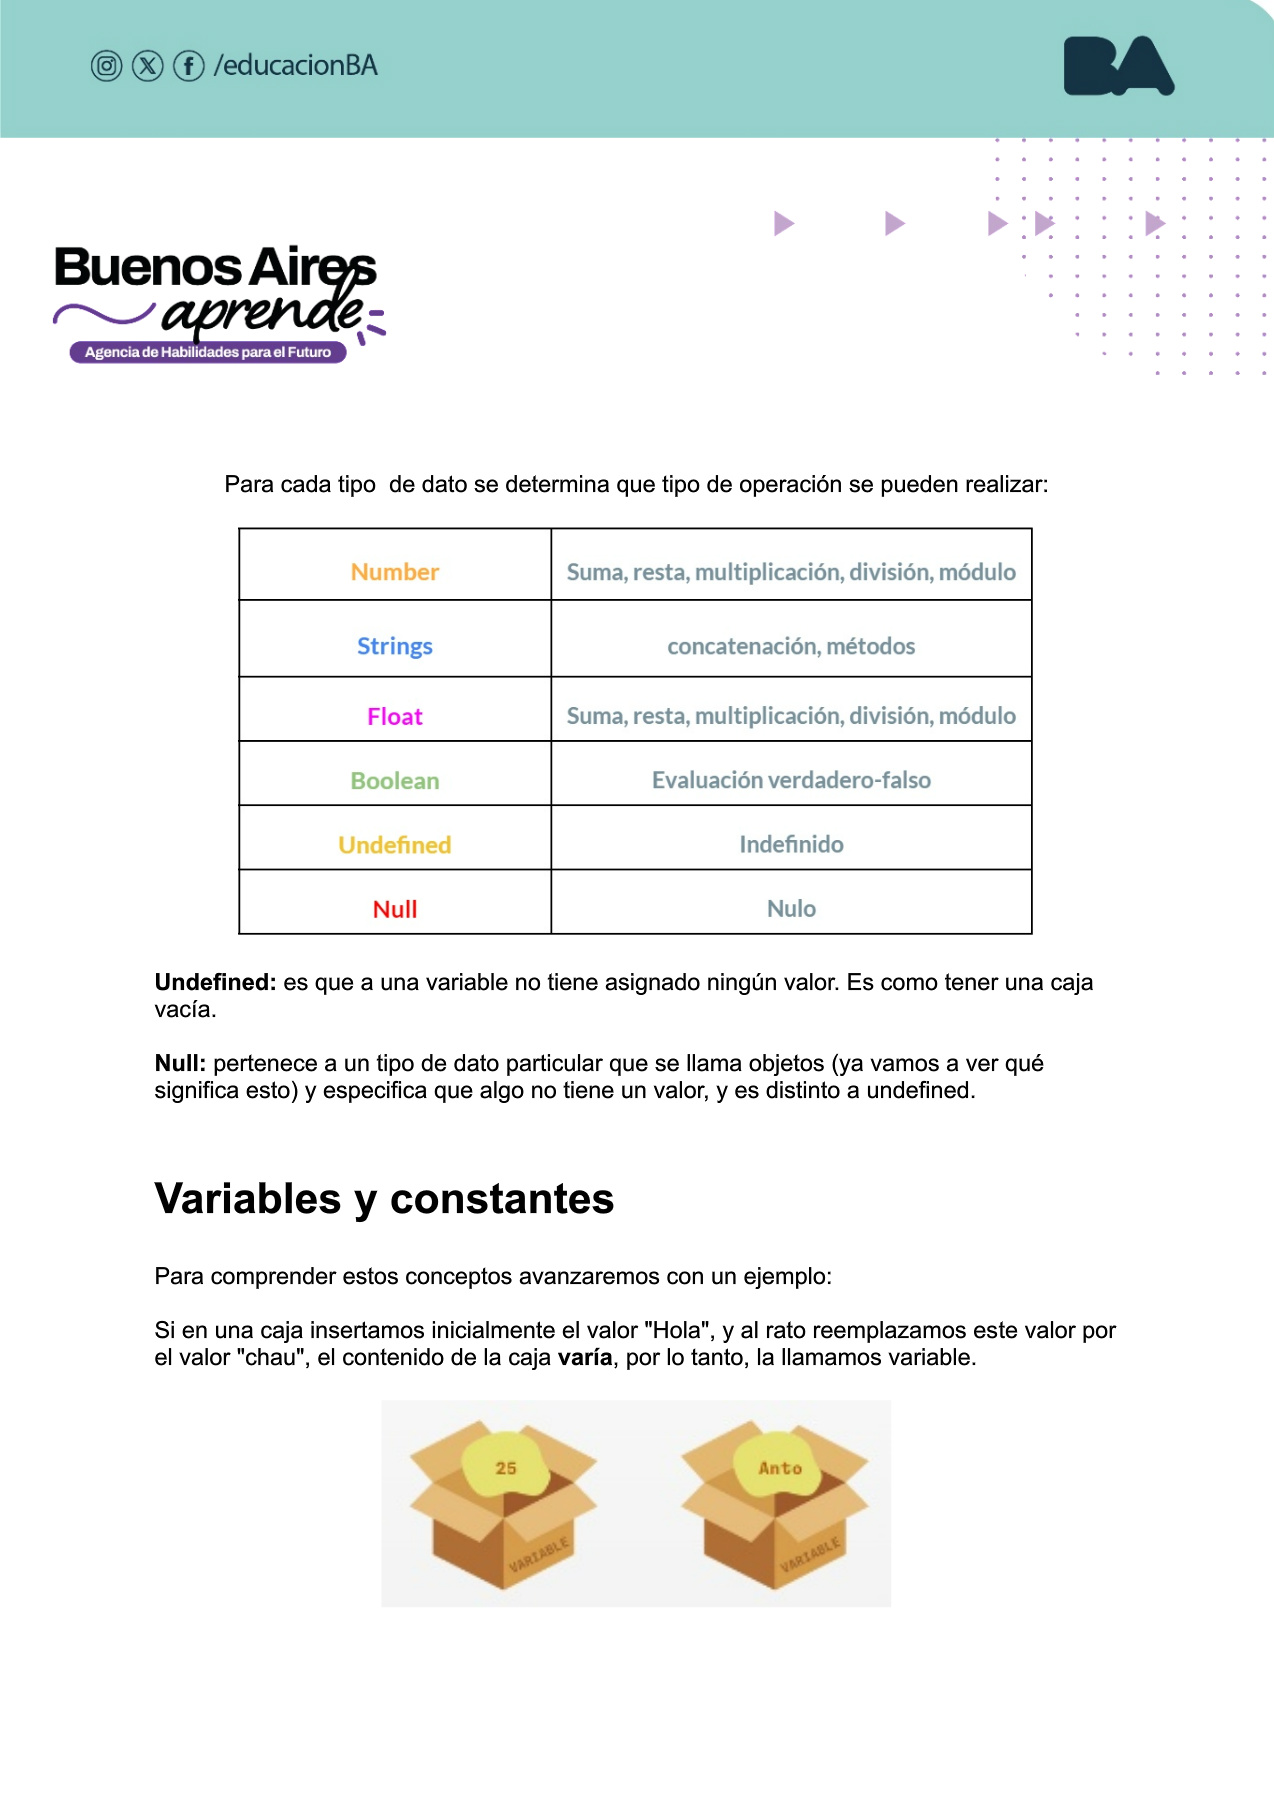 /educacionBA
BA
Buenos Aires
aprende
Agencia de Habilidades para el Futuro
Para cada tipo  de dato se determina que tipo de operación se pueden realizar:
Number
Suma, resta, multiplicación, división, módulo
Strings
concatenación, métodos
Float
Suma, resta, multiplicación, división, módulo
Boolean
Evaluación verdadero-falso
Undefined
Indefinido
Null
Nulo
Undefined: es que a una variable no tiene asignado ningún valor. Es como tener una caja
vacía.
Null: pertenece a un tipo de dato particular que se llama objetos (ya vamos a ver qué
significa esto) y especifica que algo no tiene un valor, y es distinto a undefined.
Variables y constantes
Para comprender estos conceptos avanzaremos con un ejemplo:
Si en una caja insertamos inicialmente el valor "Hola", y al rato reemplazamos este valor por
el valor "chau", el contenido de la caja varía, por lo tanto, la llamamos variable.
25
VARIABLE
Anto
VARIABLE